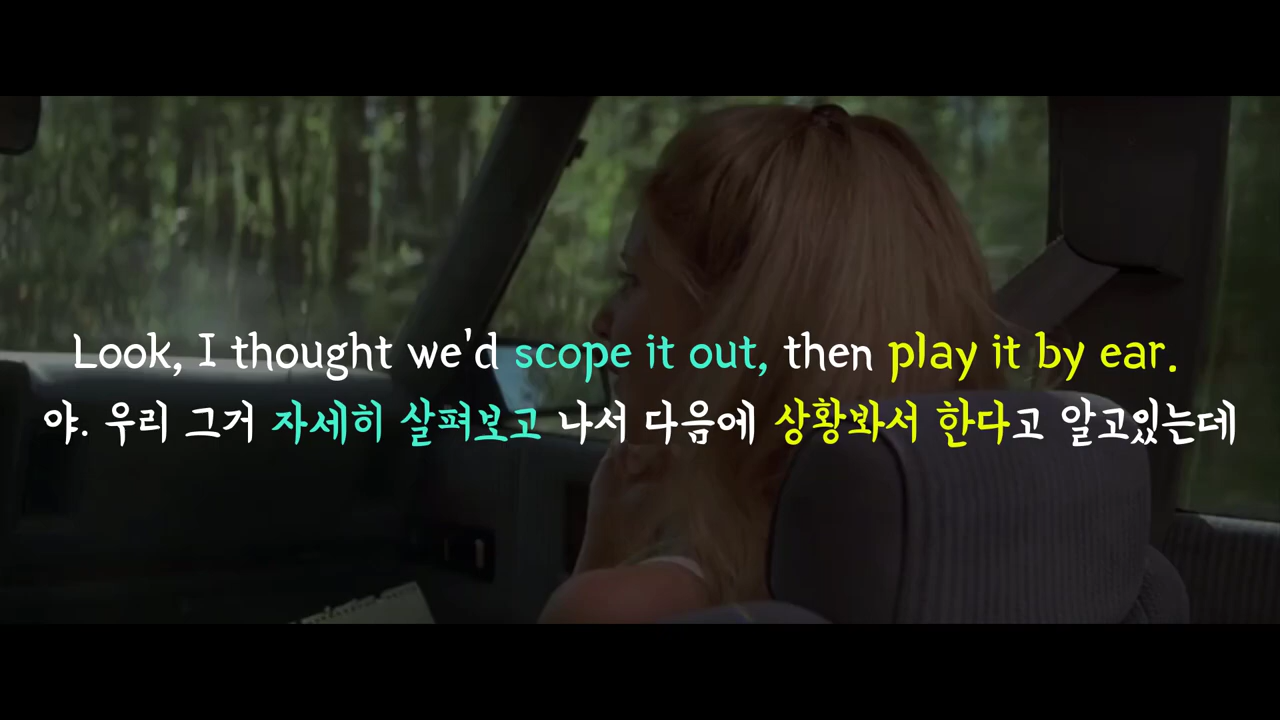 Look, I thought we'd scope it out, then play it by ear.
야. 우리 그거 자세히 살펴보고 나서 다음에 상황봐서 한다고 알고있는데